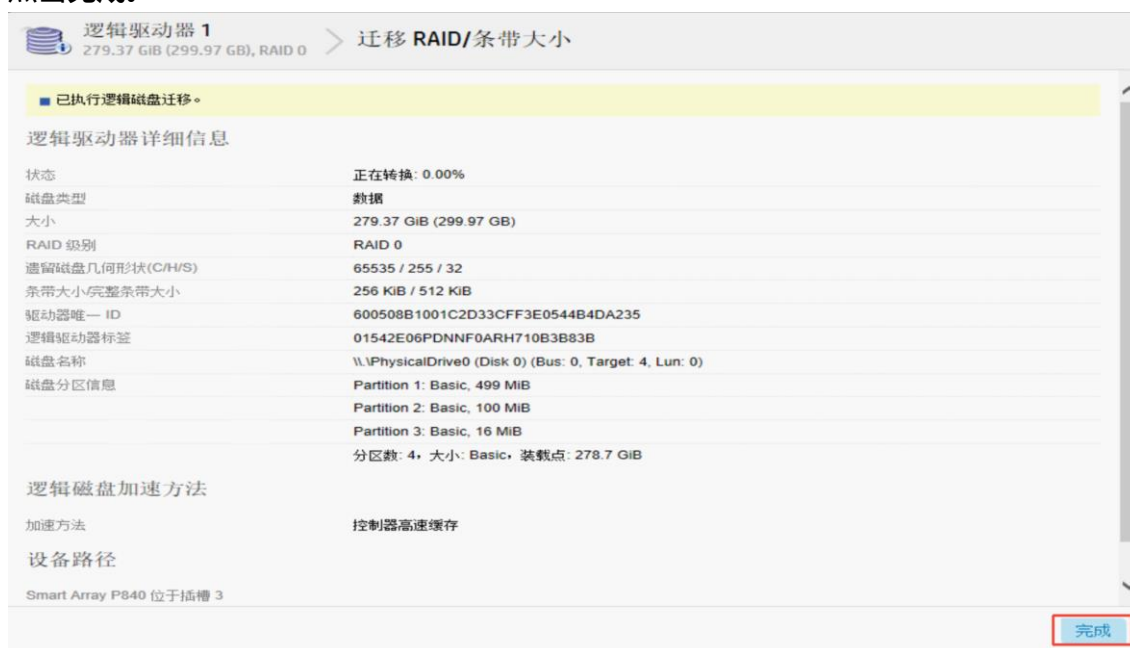 逻辑驱动器 1
279.37 GiB (299.97 GB), RAID 0
迁移 RAID/条带大小
已执行逻辑磁盘迁移。
逻辑驱动器详细信息
状态 正在转换: 0.00%
磁盘类型 数据
大小 279.37 GiB (299.97 GB)
RAID 级别 RAID 0
遗留磁盘几何形状(C/H/S) 65535 / 255 / 32
条带大小/完整条带大小 256 KiB / 512 KiB
驱动器唯一 ID 600508B1001C2D33CFF3E0544B4DA235
逻辑驱动器标签 01542E06PDNNF0ARH710B3B83B
磁盘名称 \\.\PhysicalDrive0 (Disk 0) (Bus: 0, Target: 4, Lun: 0)
磁盘分区信息 Partition 1: Basic, 499 MiB
Partition 2: Basic, 100 MiB
Partition 3: Basic, 16 MiB
分区数: 4，大小: Basic，装载点: 278.7 GiB
逻辑磁盘加速方法
加速方法 控制器高速缓存
设备路径
Smart Array P840 位于插槽 3
完成